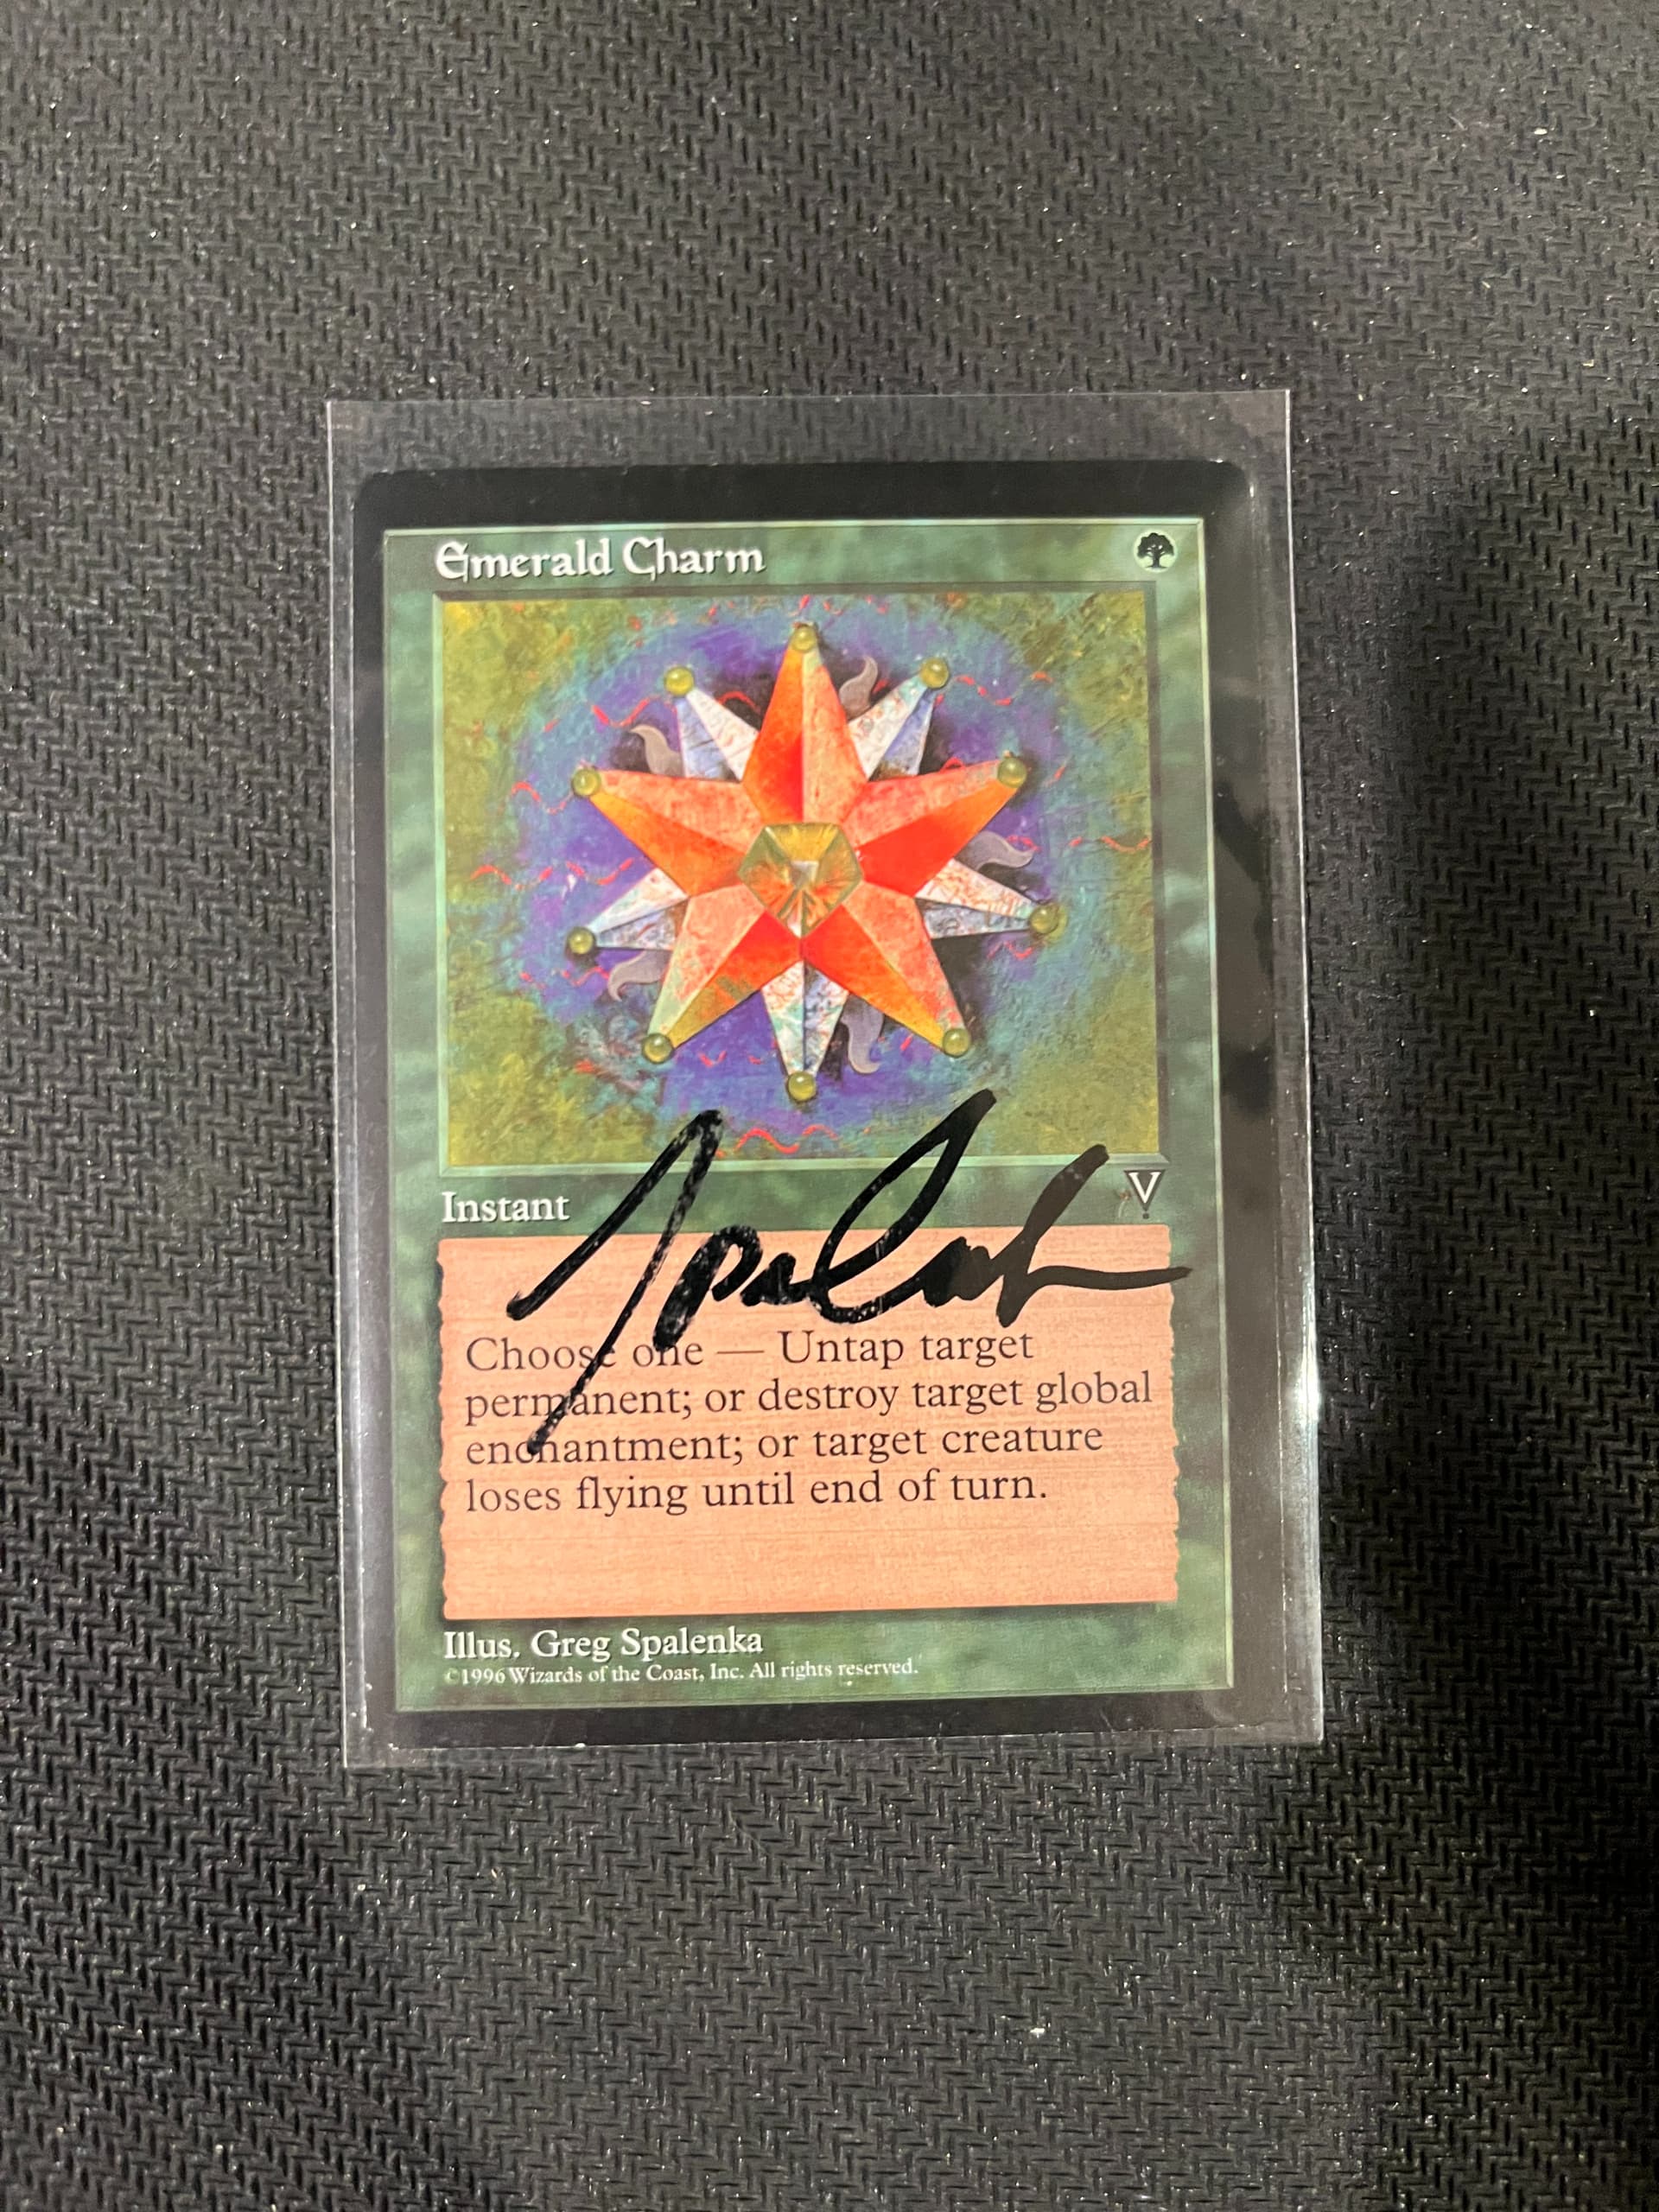 Emerald Charm
Instant
V
Spalenka
Choose one — Untap target
permanent; or destroy target global
enchantment; or target creature
loses flying until end of turn.
Illus. Greg Spalenka
©1996 Wizards of the Coast, Inc. All rights reserved.